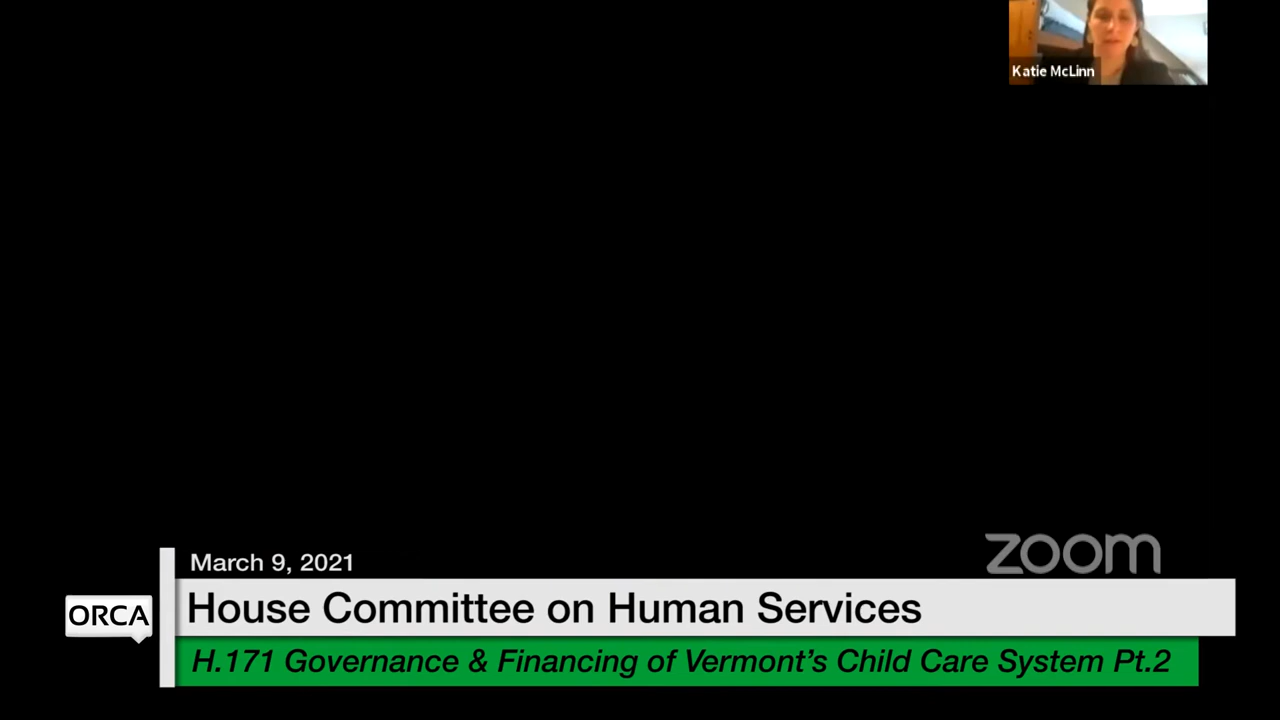 Katie McLinn
zoom
March 9, 2021
House Committee on Human Services
ORCA
H.171 Governance & Financing of Vermont's Child Care System Pt.2